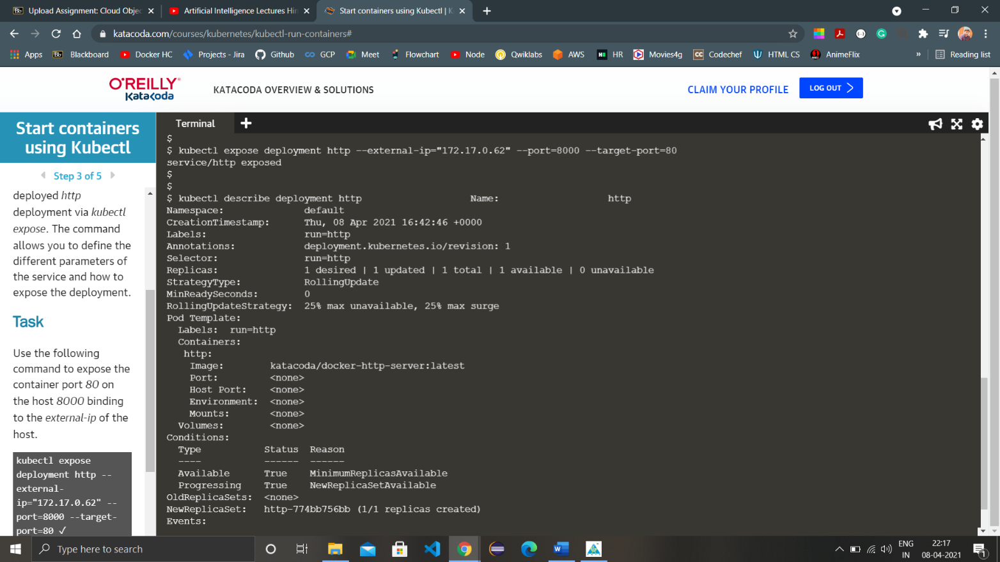 Upload Assignment: Cloud Objec
Artificial Intelligence Lectures Hin
Start containers using Kubectl | K
katacoda.com/courses/kubernetes/kubectl-run-containers#
Apps
Bb Blackboard
Docker HC
Projects - Jira
Github
GCP
Meet
Flowchart
Node
Qwiklabs
AWS
HR
Movies4g
CC Codechef
HTML CS
AnimeFlix
»
Reading list
O'REILLY
Katacoda
KATACODA OVERVIEW & SOLUTIONS
CLAIM YOUR PROFILE
LOG OUT
Start containers
using Kubectl
Step 3 of 5
deployed http
deployment via kubectl
expose. The command
allows you to define the
different parameters of
the service and how to
expose the deployment.
Task
Use the following
command to expose the
container port 80 on
the host 8000 binding
to the external-ip of the
host.
kubectl expose
deployment http --
external-
ip="172.17.0.62" --
port=8000 --target-
port=80 ✓
Terminal
$
$ kubectl expose deployment http --external-ip="172.17.0.62" --port=8000 --target-port=80
service/http exposed
$
$
$ kubectl describe deployment http Name: http
Namespace: default
CreationTimestamp: Thu, 08 Apr 2021 16:42:46 +0000
Labels: run=http
Annotations: deployment.kubernetes.io/revision: 1
Selector: run=http
Replicas: 1 desired | 1 updated | 1 total | 1 available | 0 unavailable
StrategyType: RollingUpdate
MinReadySeconds: 0
RollingUpdateStrategy: 25% max unavailable, 25% max surge
Pod Template:
Labels: run=http
Containers:
http:
Image: katacoda/docker-http-server:latest
Port: <none>
Host Port: <none>
Environment: <none>
Mounts: <none>
Volumes: <none>
Conditions:
Type Status Reason
---- ------ ------
Available True MinimumReplicasAvailable
Progressing True NewReplicaSetAvailable
OldReplicaSets: <none>
NewReplicaSet: http-774bb756bb (1/1 replicas created)
Events:
Type here to search
ENG
IN
22:17
08-04-2021
1